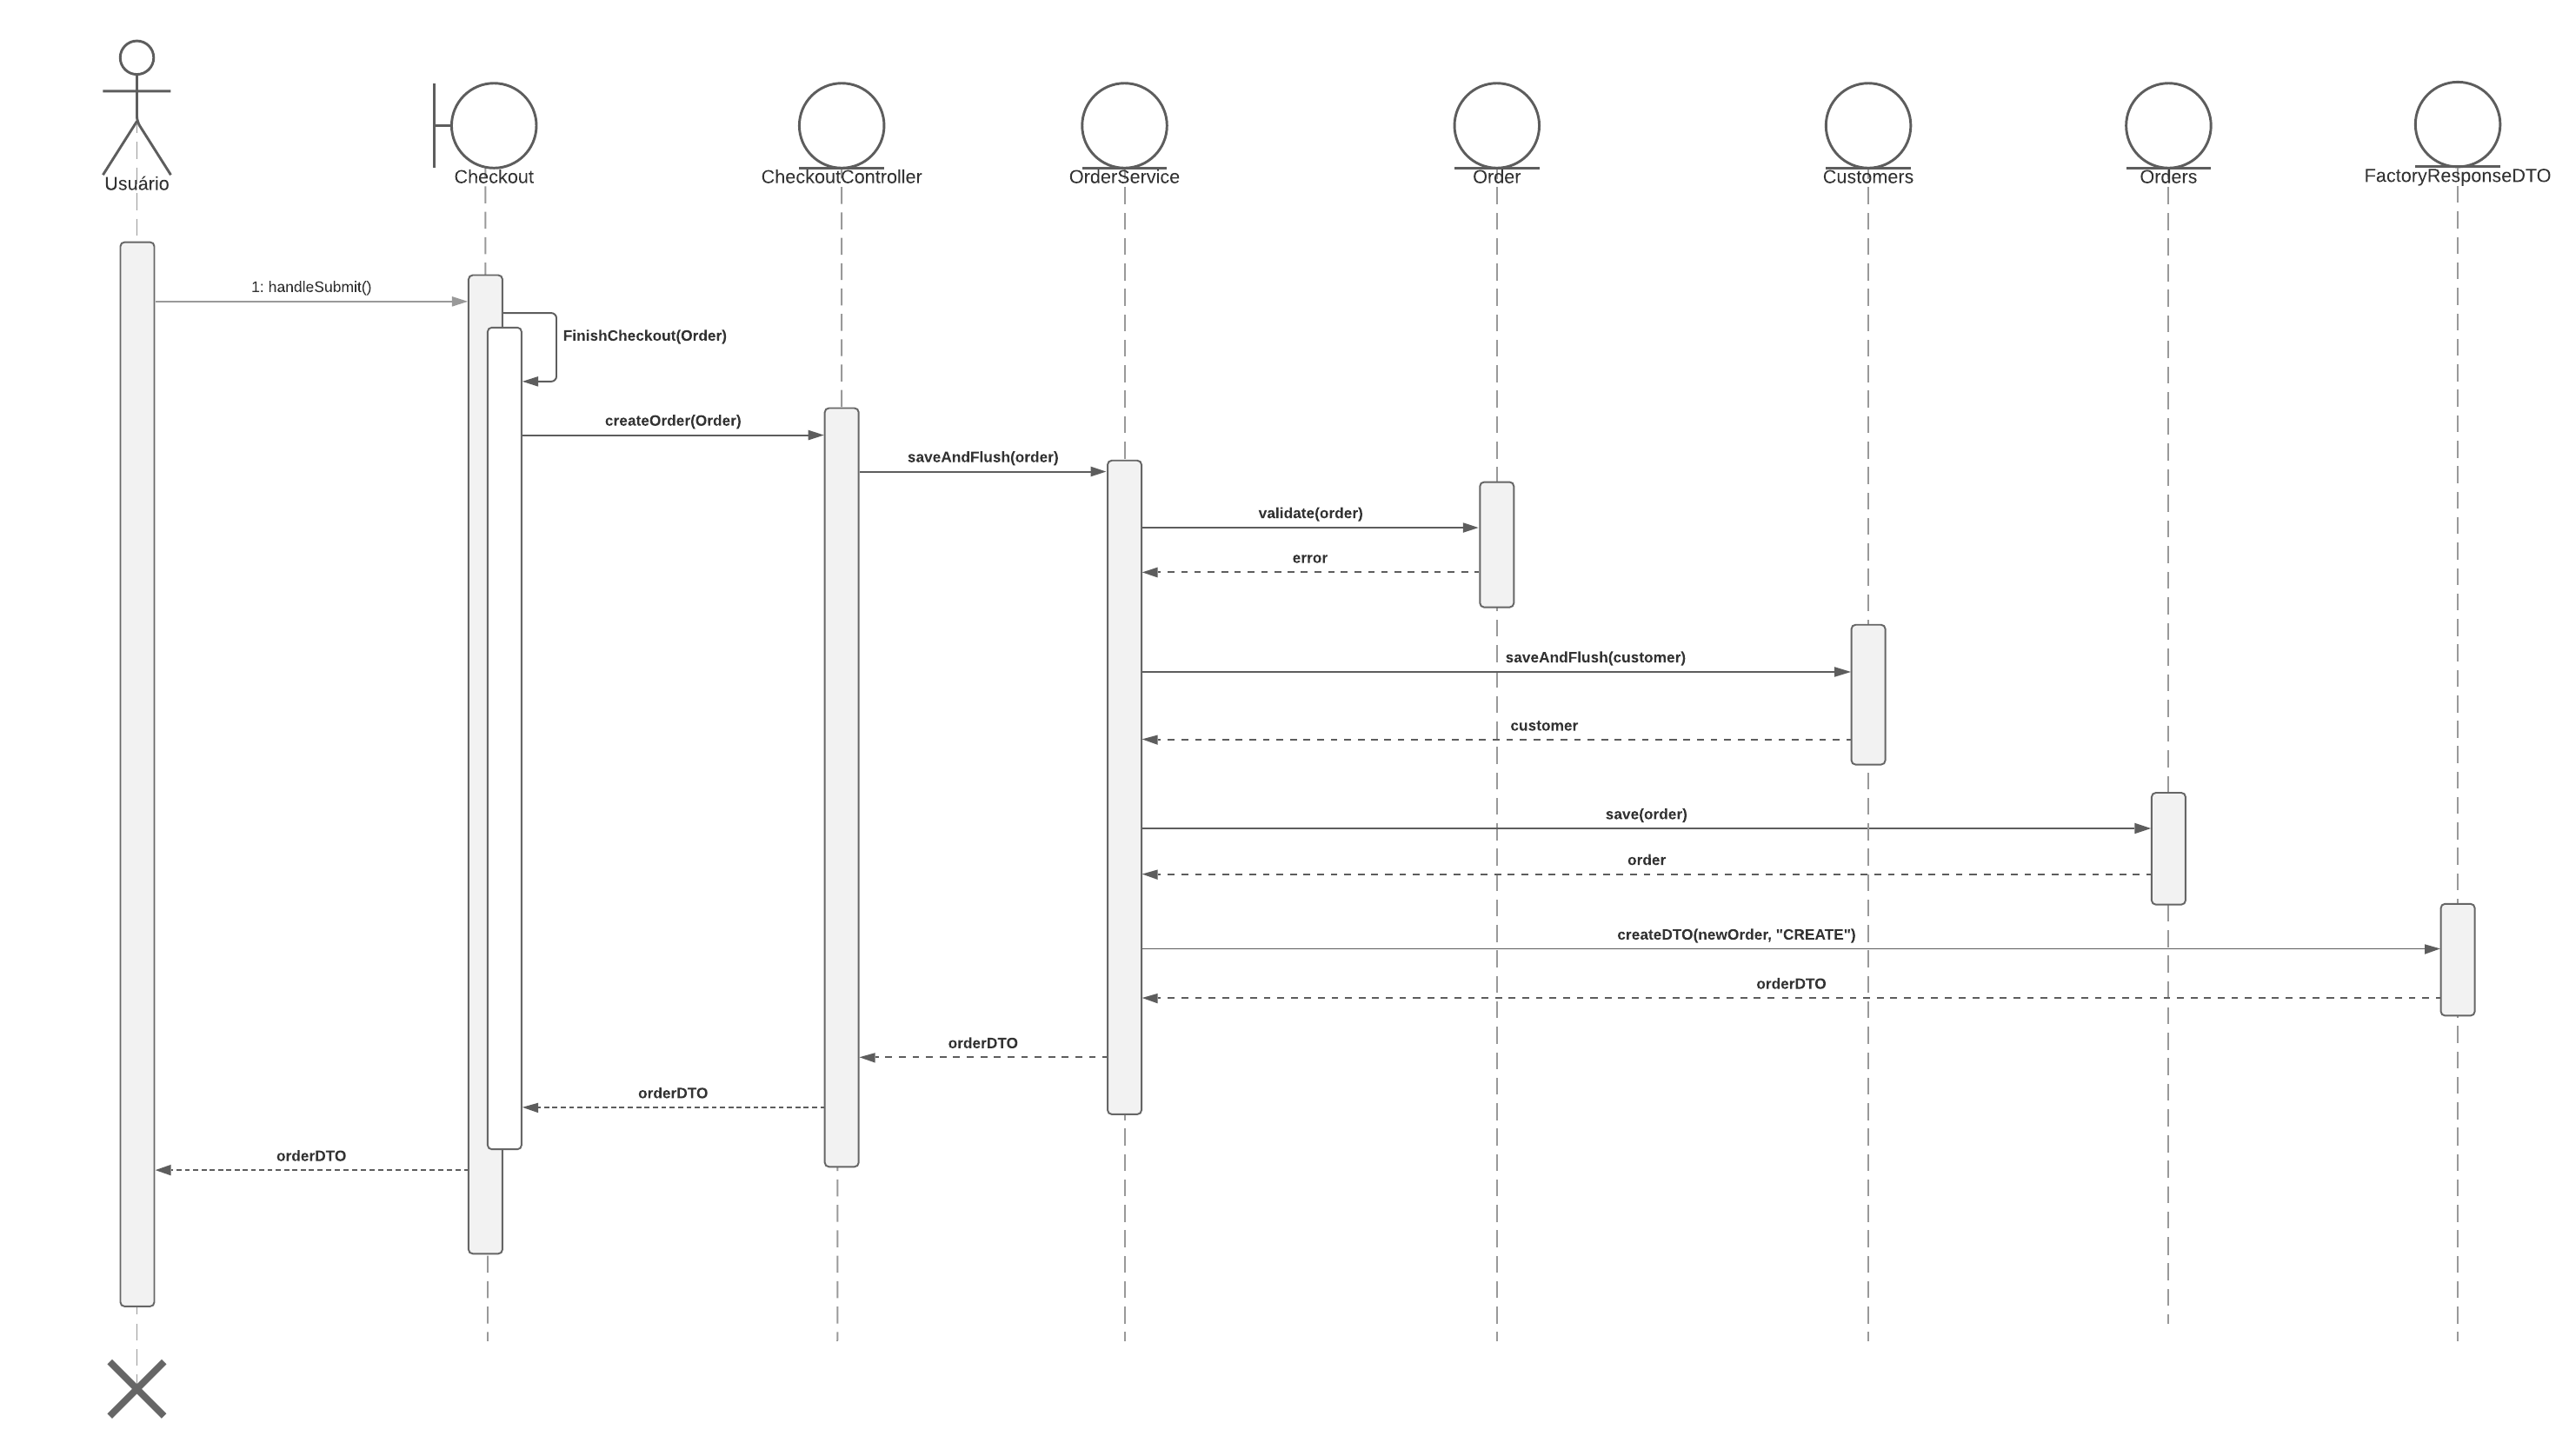 Usuário
Checkout
CheckoutController
OrderService
Order
Customers
Orders
FactoryResponseDTO
1: handleSubmit()
FinishCheckout(Order)
createOrder(Order)
saveAndFlush(order)
validate(order)
error
saveAndFlush(customer)
customer
save(order)
order
createDTO(newOrder, "CREATE")
orderDTO
orderDTO
orderDTO
orderDTO